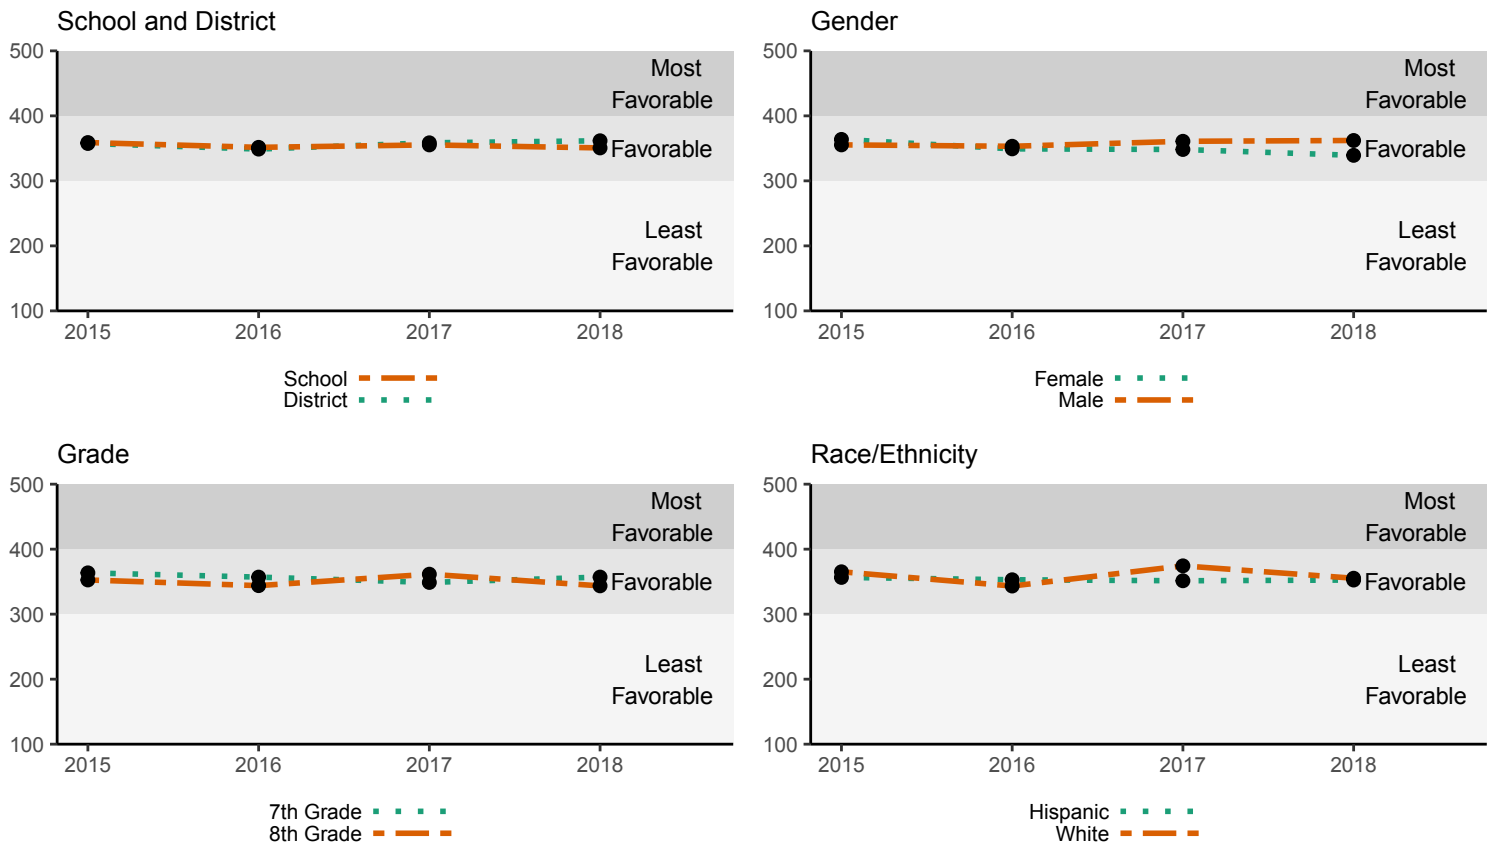 School and District
500
400
300
200
100
Most
Favorable
Favorable
Least
Favorable
2015 2016 2017 2018
School
District
Gender
500
400
300
200
100
Most
Favorable
Favorable
Least
Favorable
2015 2016 2017 2018
Female
Male
Grade
500
400
300
200
100
Most
Favorable
Favorable
Least
Favorable
2015 2016 2017 2018
7th Grade
8th Grade
Race/Ethnicity
500
400
300
200
100
Most
Favorable
Favorable
Least
Favorable
2015 2016 2017 2018
Hispanic
White